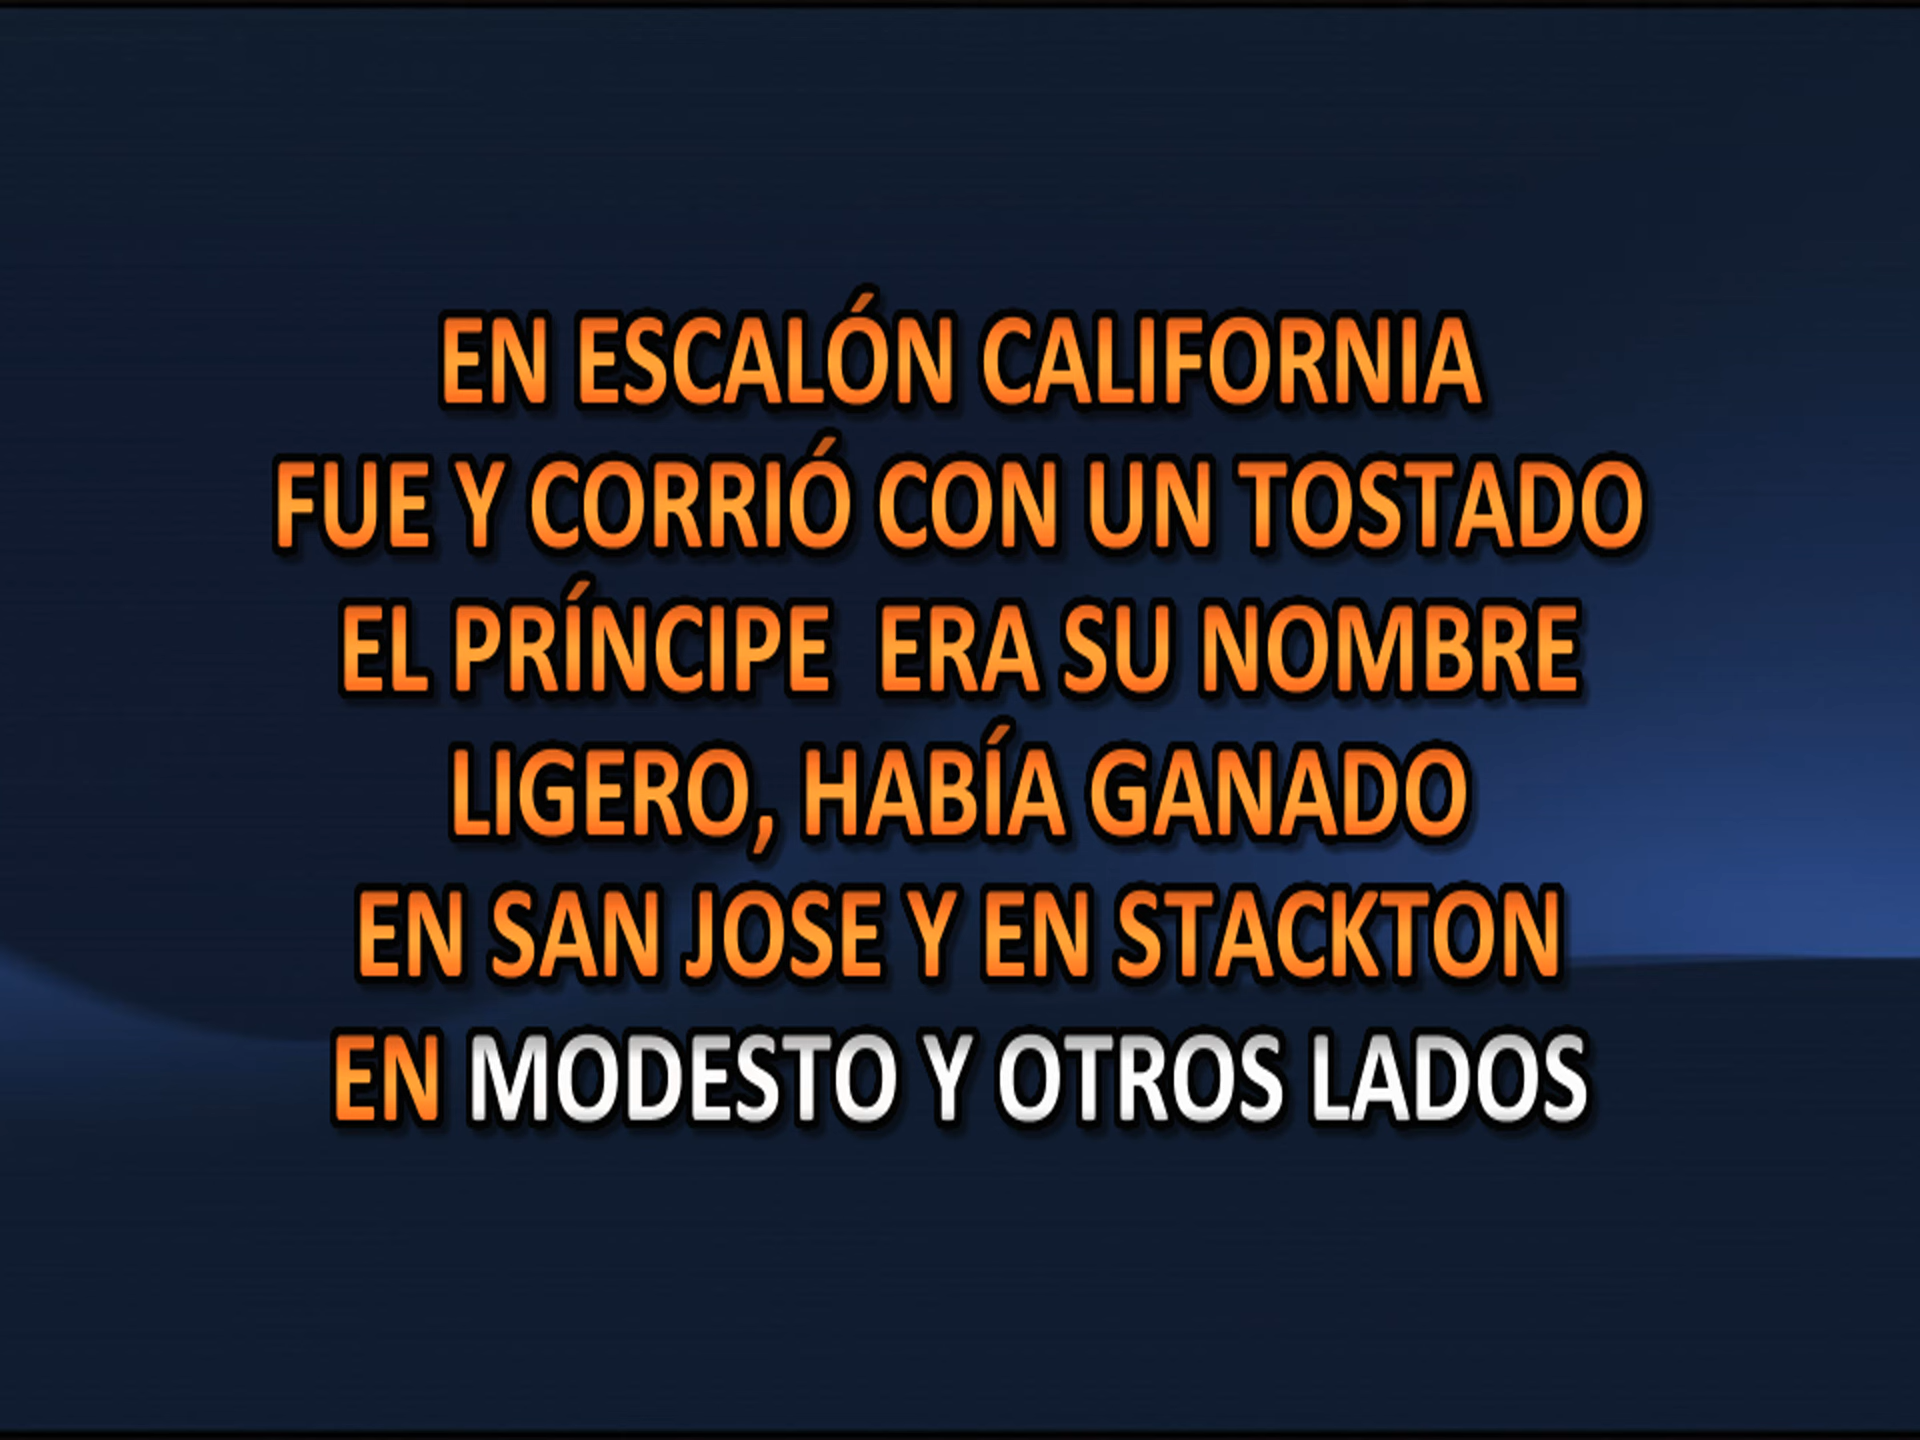 EN ESCALÓN CALIFORNIA
FUE Y CORRIÓ CON UN TOSTADO
EL PRÍNCIPE  ERA SU NOMBRE
LIGERO, HABÍA GANADO
EN SAN JOSE Y EN STACKTON
EN MODESTO Y OTROS LADOS